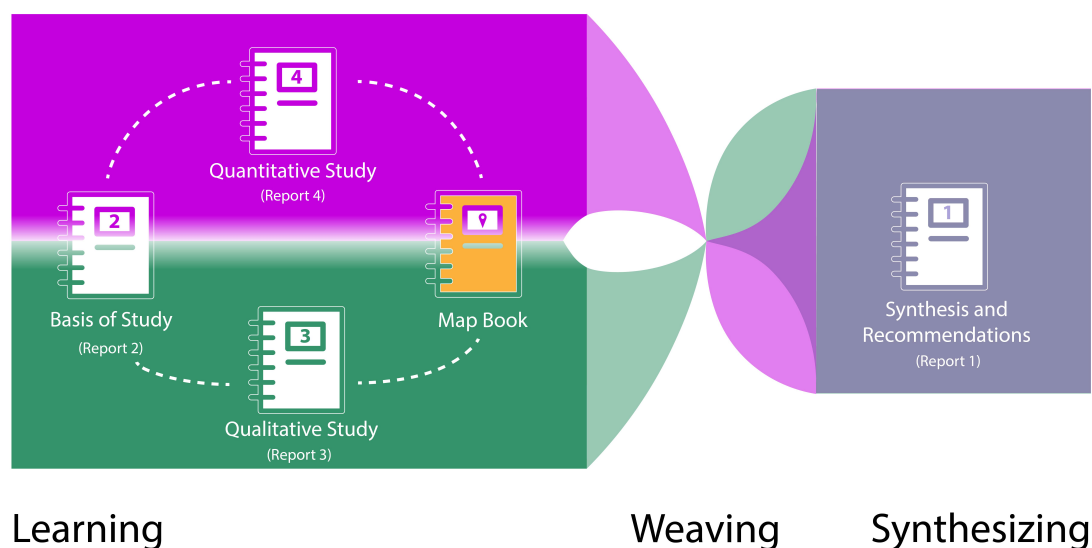 4
Quantitative Study
(Report 4)
2
Basis of Study
(Report 2)
Map Book
3
Qualitative Study
(Report 3)
1
Synthesis and
Recommendations
(Report 1)
Learning
Weaving
Synthesizing